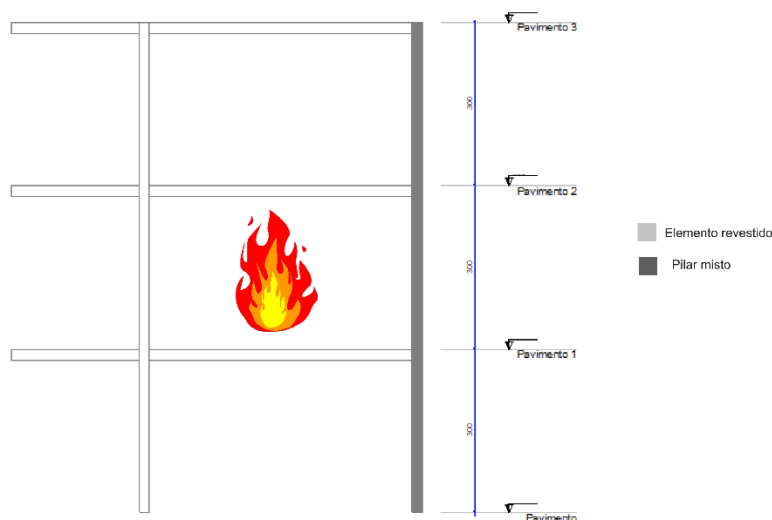 Pavimento 3
300
Pavimento 2
Elemento revestido
Pilar misto
300
Pavimento 1
300
Pavimento